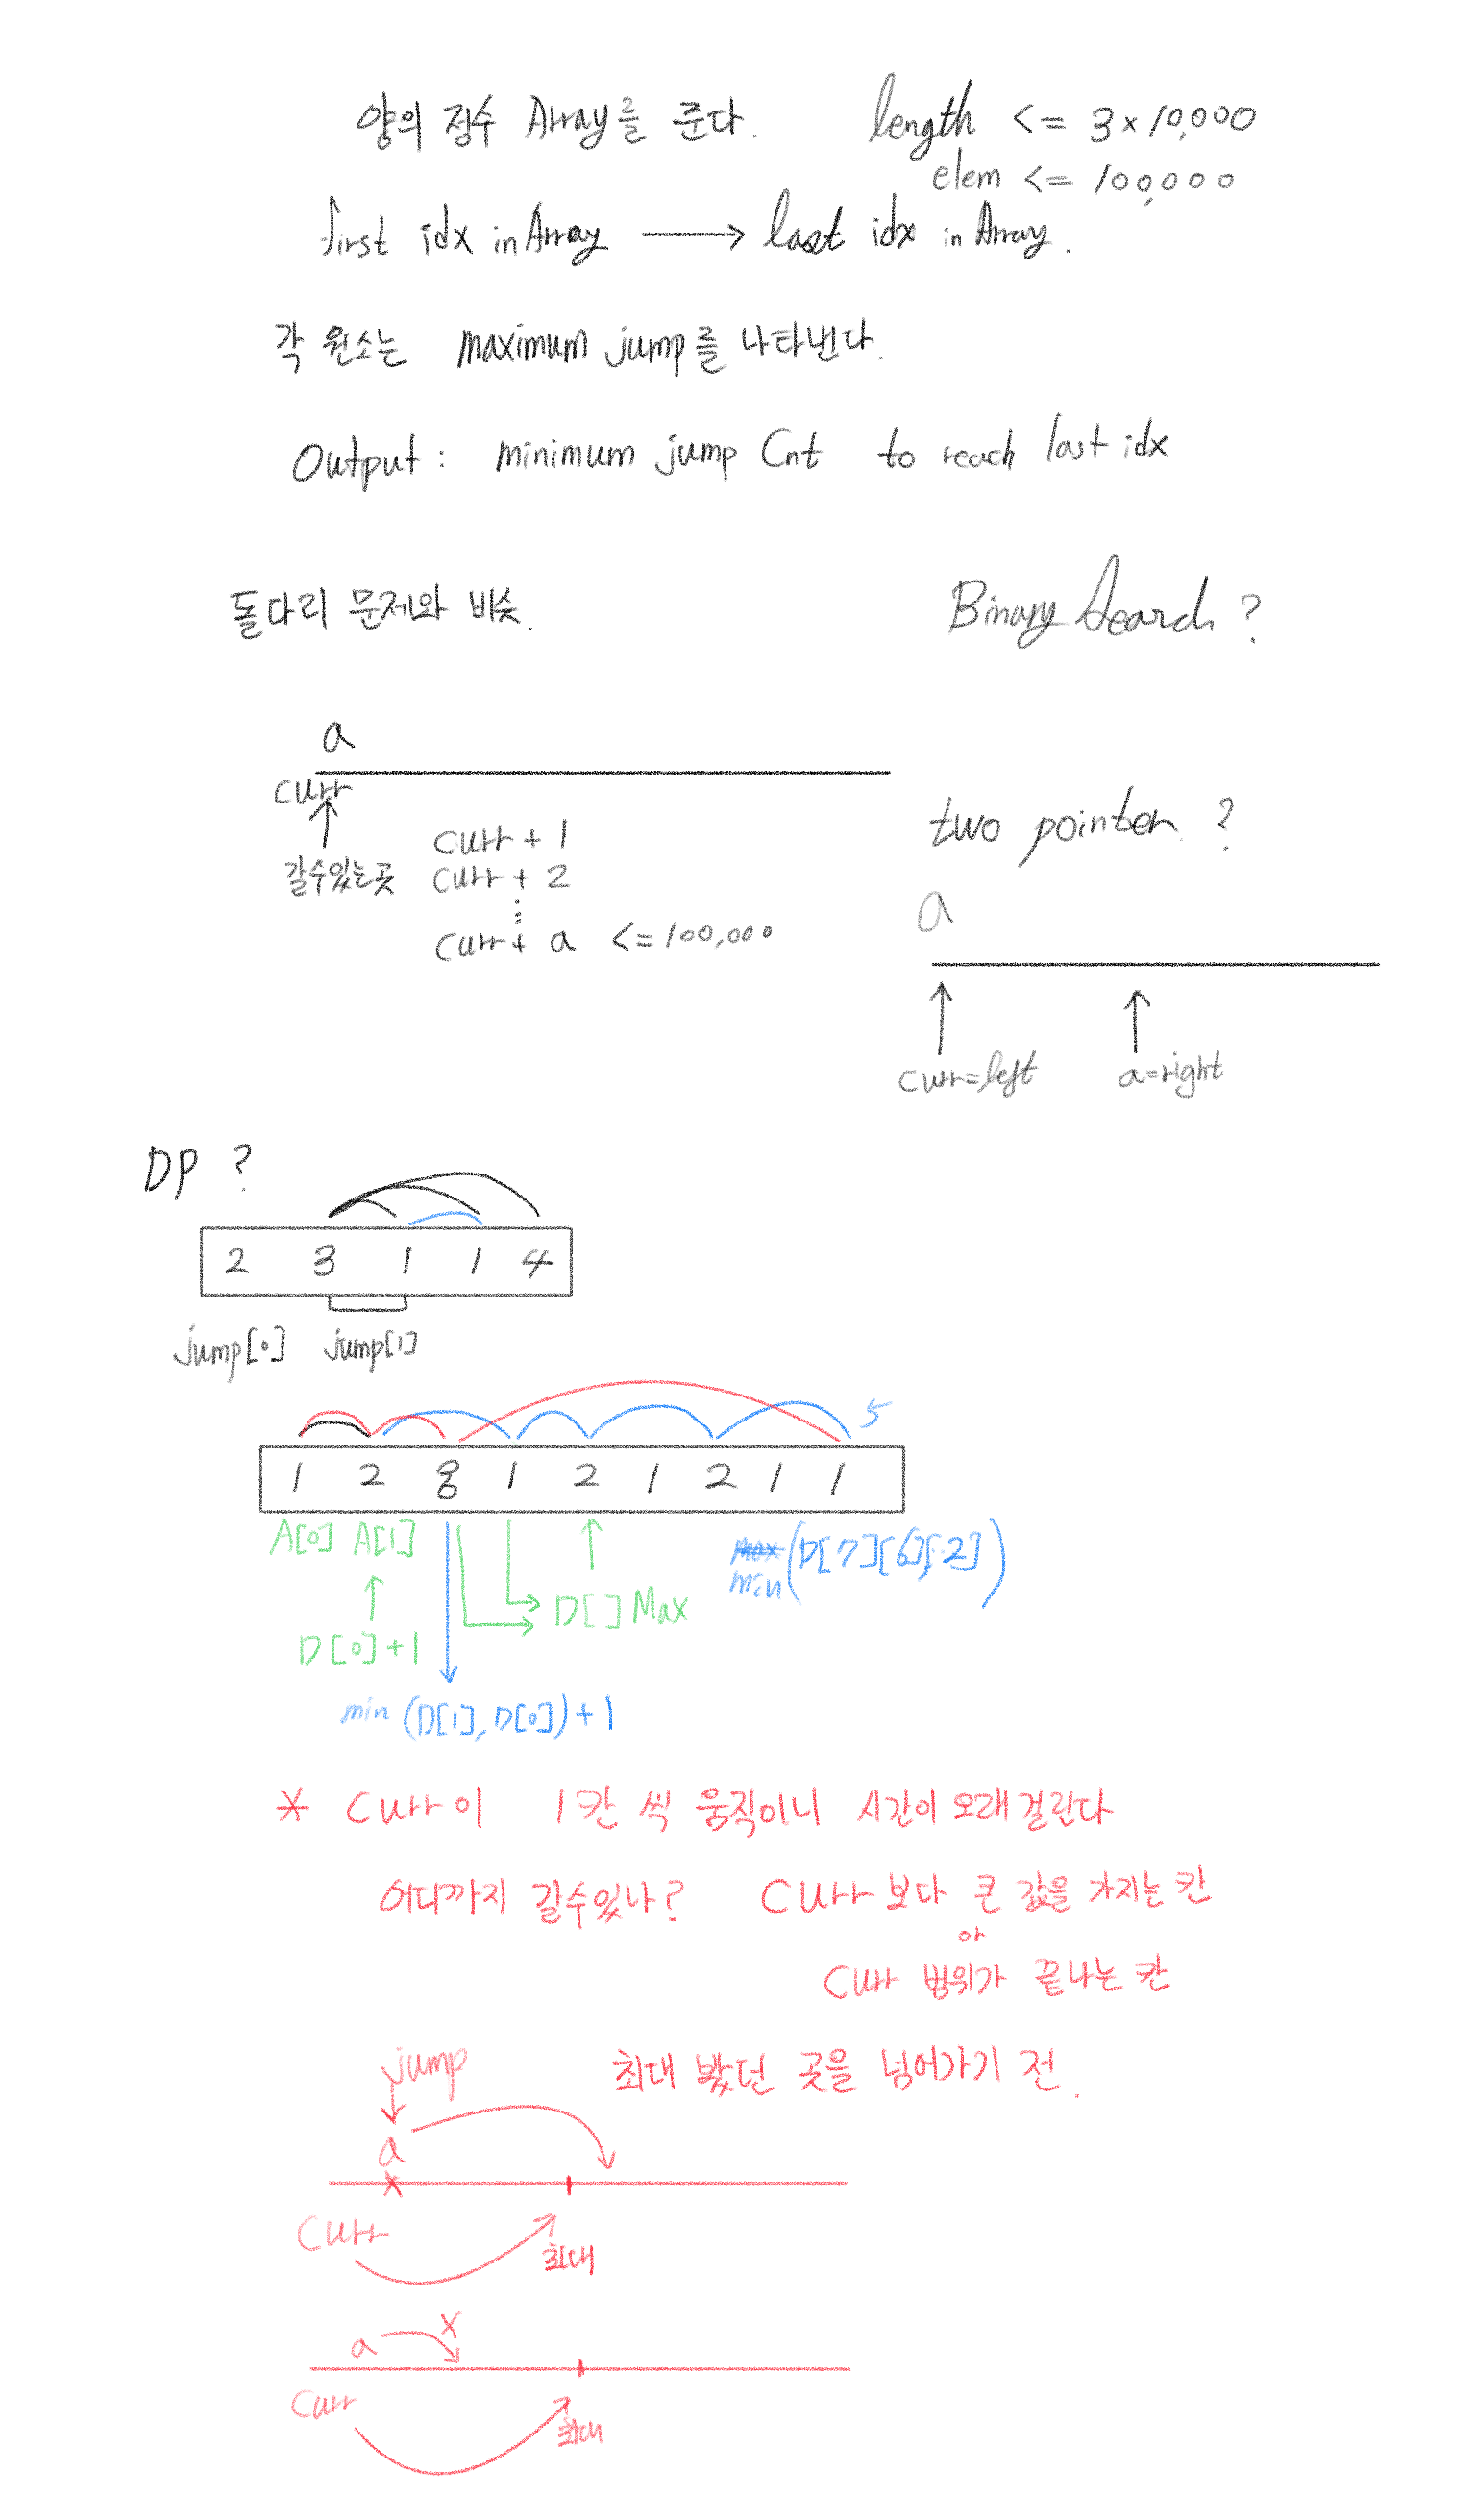 양의 정수 Array를 준다. length <= 3 x 10,000
elem <= 100,000
first idx in Array → last idx in Array.
각 원소는 maximum jump를 나타낸다.
Output : minimum jump Cnt to reach last idx
돌다리 문제와 비슷.
Binary Search ?
a
curr
갈수있는곳
curr + 1
curr + 2
⋮
curr + a <= 100,000
two pointer ?
a
curr=left a=right
DP ?
2 3 1 1 4
jump[0] jump[1]
5
1 2 8 1 2 1 2 1 1
A[0] A[1]
D[0]+1
D[ ] Max
min (D[7][6][2])
min (D[1], D[0]) + 1
* Curr이 1칸 씩 움직이니 시간이 오래걸린다
어디까지 갈수있나? Curr 보다 큰 값을 가지는 칸
아
Curr 범위가 끝나는 칸
최대 봤던 곳을 넘어가기 전.
jump
a
x
Curr
최대
x
a
Curr
최대